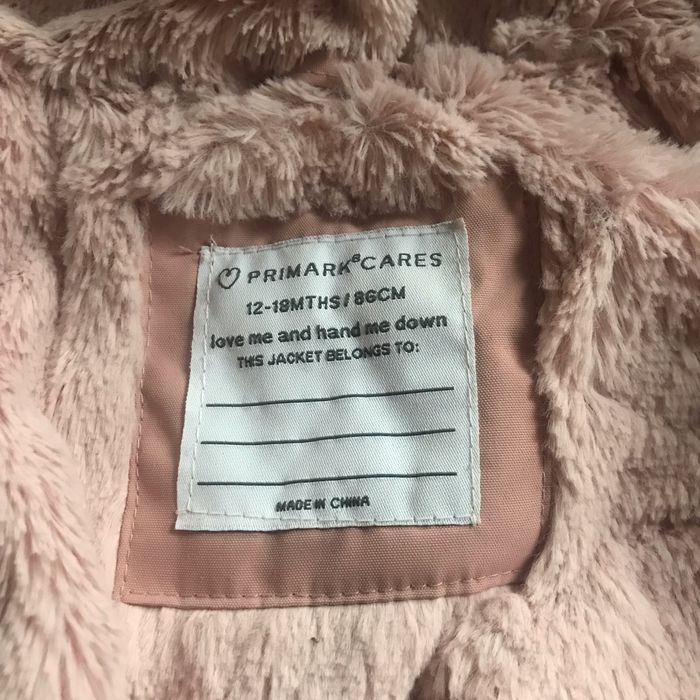 PRIMARK®CARES
12-18MTHS/86CM
love me and hand me down
THIS JACKET BELONGS TO:
MADE IN CHINA